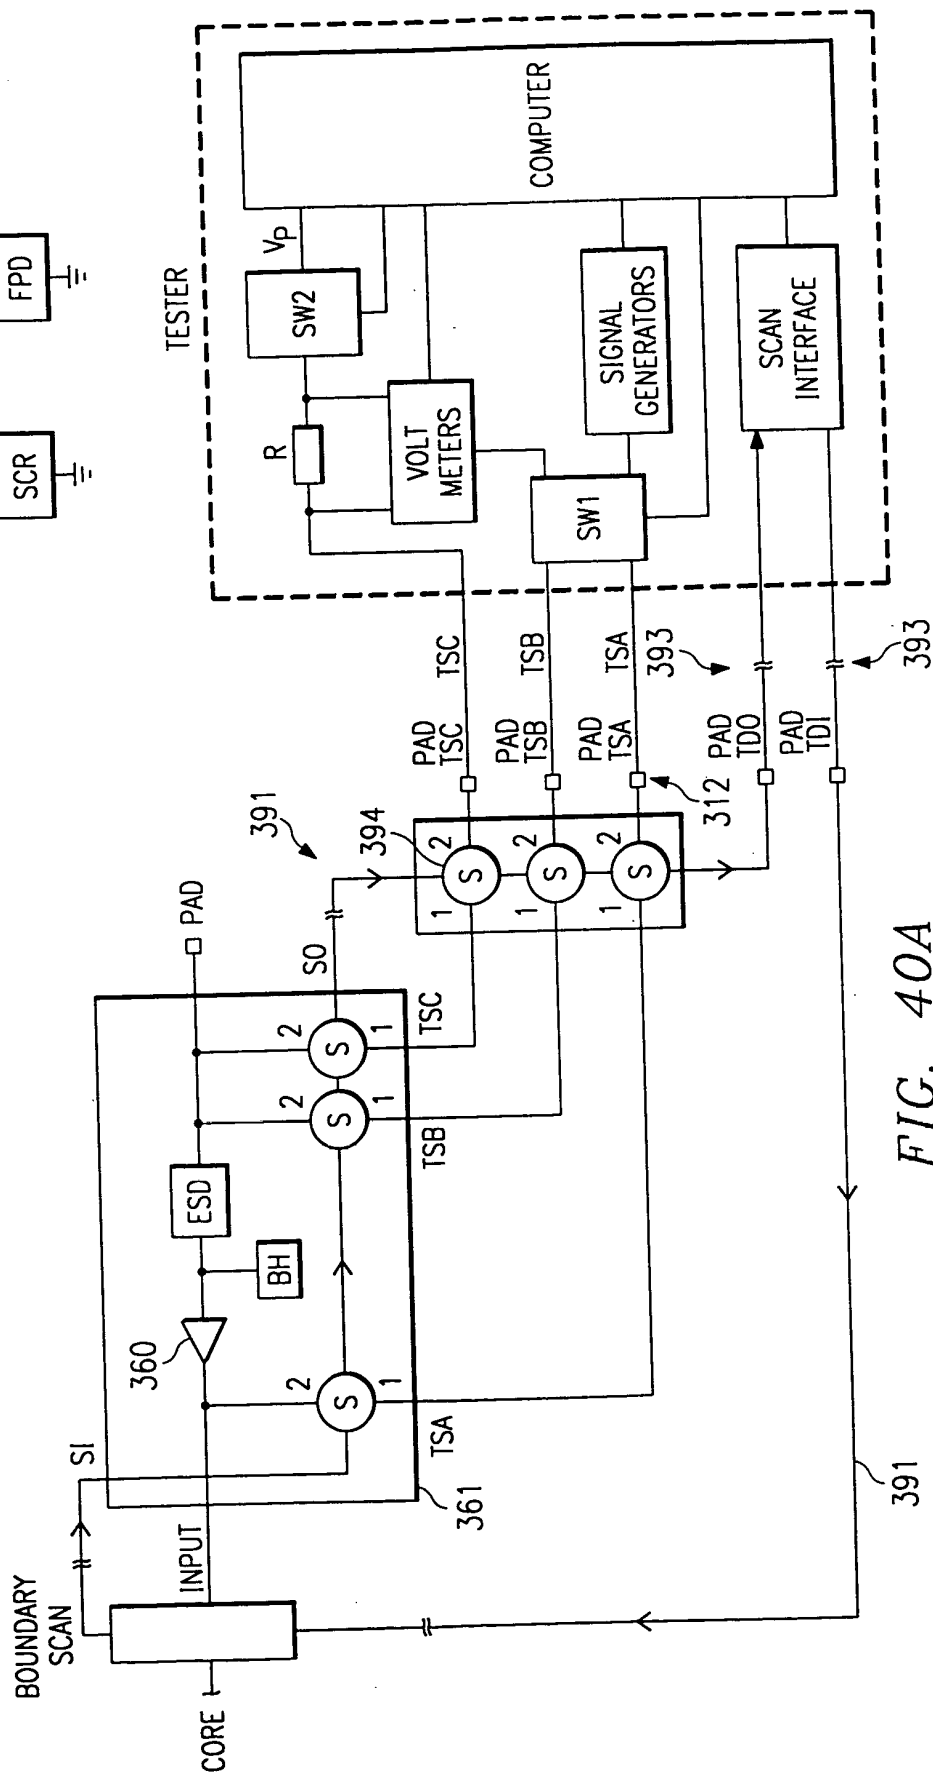 SCR
FPD
TESTER
R
SW2
VP
VOLT
METERS
COMPUTER
SW1
SIGNAL
GENERATORS
SCAN
INTERFACE
TSC
TSB
TSA
393
393
PAD
TSC
PAD
TSB
PAD
TSA
PAD
TDO
PAD
TDI
312
391
394
1
S
2
1
S
2
1
S
2
PAD
SO
ESD
BH
360
2
S
1
2
S
1
2
S
1
TSC
TSB
TSA
SI
361
INPUT
BOUNDARY
SCAN
CORE
391
FIG. 40A